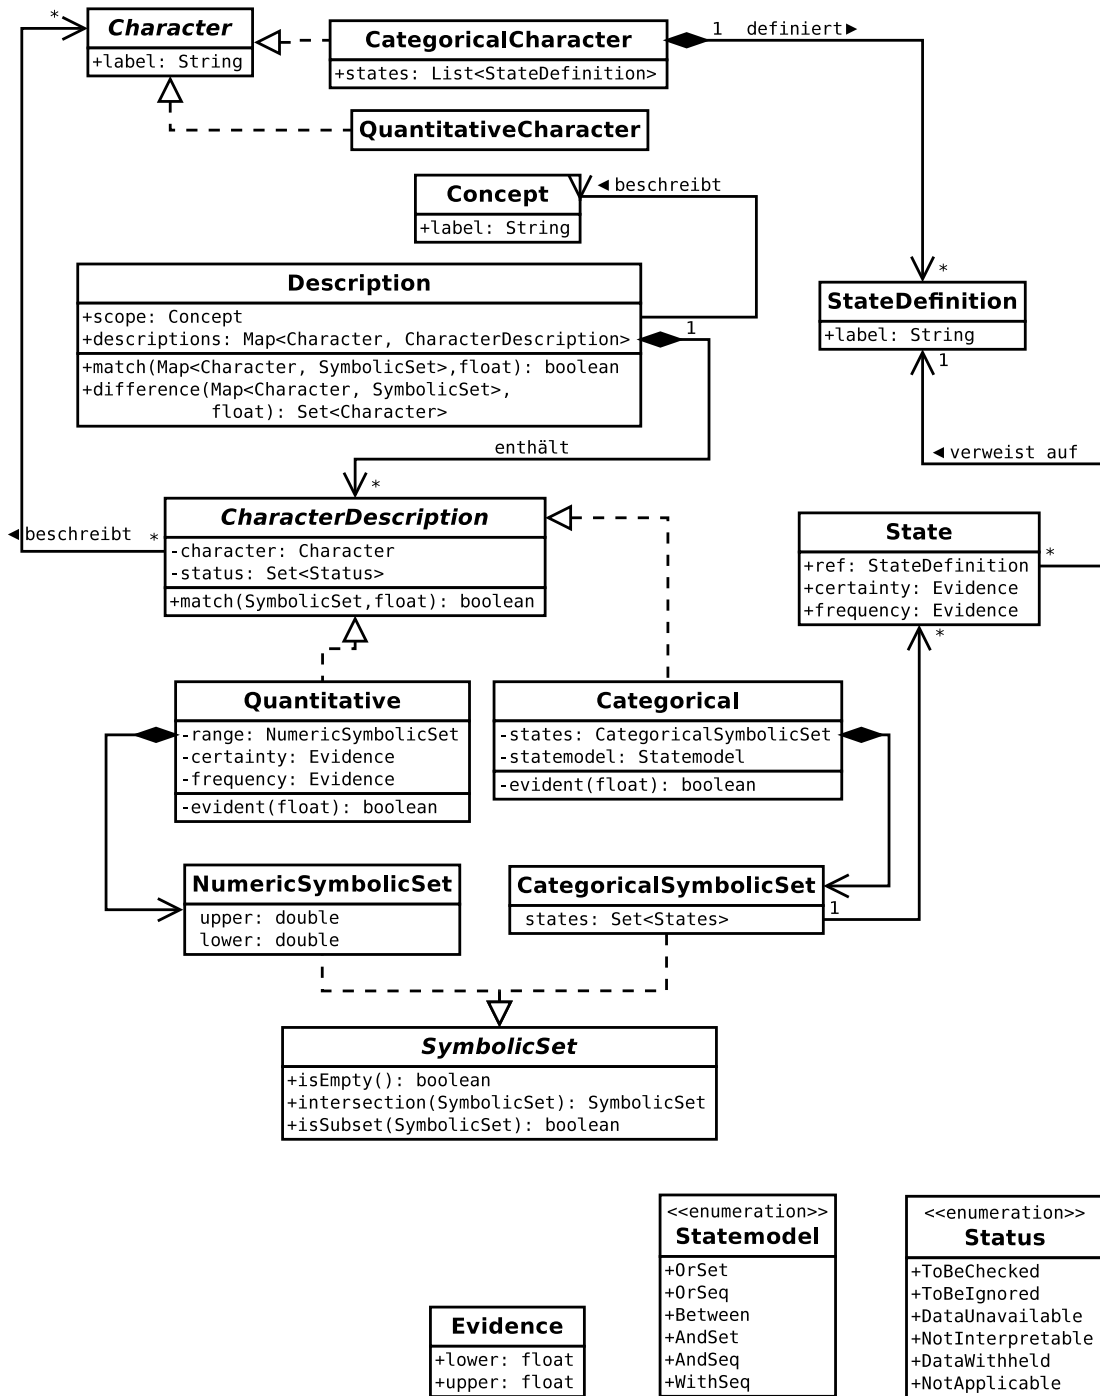 *
Character
+label: String
CategoricalCharacter
+states: List<StateDefinition>
1 definiert ►
QuantitativeCharacter
Concept
+label: String
◄ beschreibt
Description
+scope: Concept
+descriptions: Map<Character, CharacterDescription>
+match(Map<Character, SymbolicSet>,float): boolean
+difference(Map<Character, SymbolicSet>,
float): Set<Character>
1
*
StateDefinition
+label: String
1
◄ verweist auf
enthält
*
◄ beschreibt
*
CharacterDescription
-character: Character
-status: Set<Status>
+match(SymbolicSet,float): boolean
State
+ref: StateDefinition
+certainty: Evidence
+frequency: Evidence
*
*
Quantitative
-range: NumericSymbolicSet
-certainty: Evidence
-frequency: Evidence
-evident(float): boolean
Categorical
-states: CategoricalSymbolicSet
-statemodel: Statemodel
-evident(float): boolean
NumericSymbolicSet
upper: double
lower: double
CategoricalSymbolicSet
states: Set<States>
1
SymbolicSet
+isEmpty(): boolean
+intersection(SymbolicSet): SymbolicSet
+isSubset(SymbolicSet): boolean
Evidence
+lower: float
+upper: float
<<enumeration>>
Statemodel
+OrSet
+OrSeq
+Between
+AndSet
+AndSeq
+WithSeq
<<enumeration>>
Status
+ToBeChecked
+ToBeIgnored
+DataUnavailable
+NotInterpretable
+DataWithheld
+NotApplicable